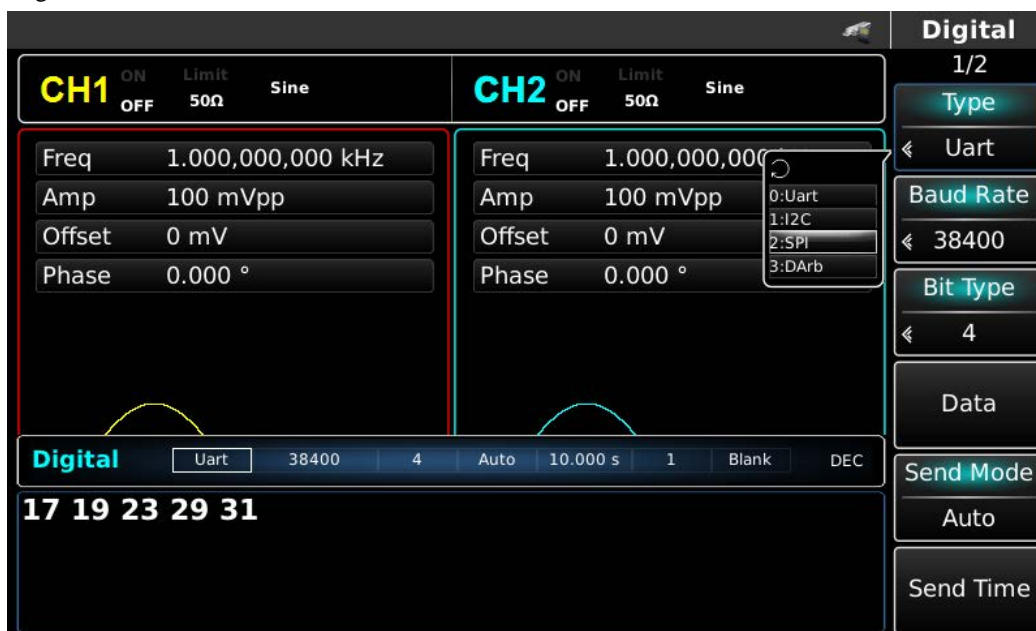 Digital
1/2
CH1 ON OFF Limit 50Ω Sine
CH2 ON OFF Limit 50Ω Sine
Type
Uart
Freq 1.000,000,000 kHz
Amp 100 mVpp
Offset 0 mV
Phase 0.000 °
Freq 1.000,000,000
Amp 100 mVpp
Offset 0 mV
Phase 0.000 °
0:Uart
1:I2C
2:SPI
3:DArb
Baud Rate
38400
Bit Type
4
Data
Digital Uart 38400 4 Auto 10.000 s 1 Blank DEC
17 19 23 29 31
Send Mode
Auto
Send Time